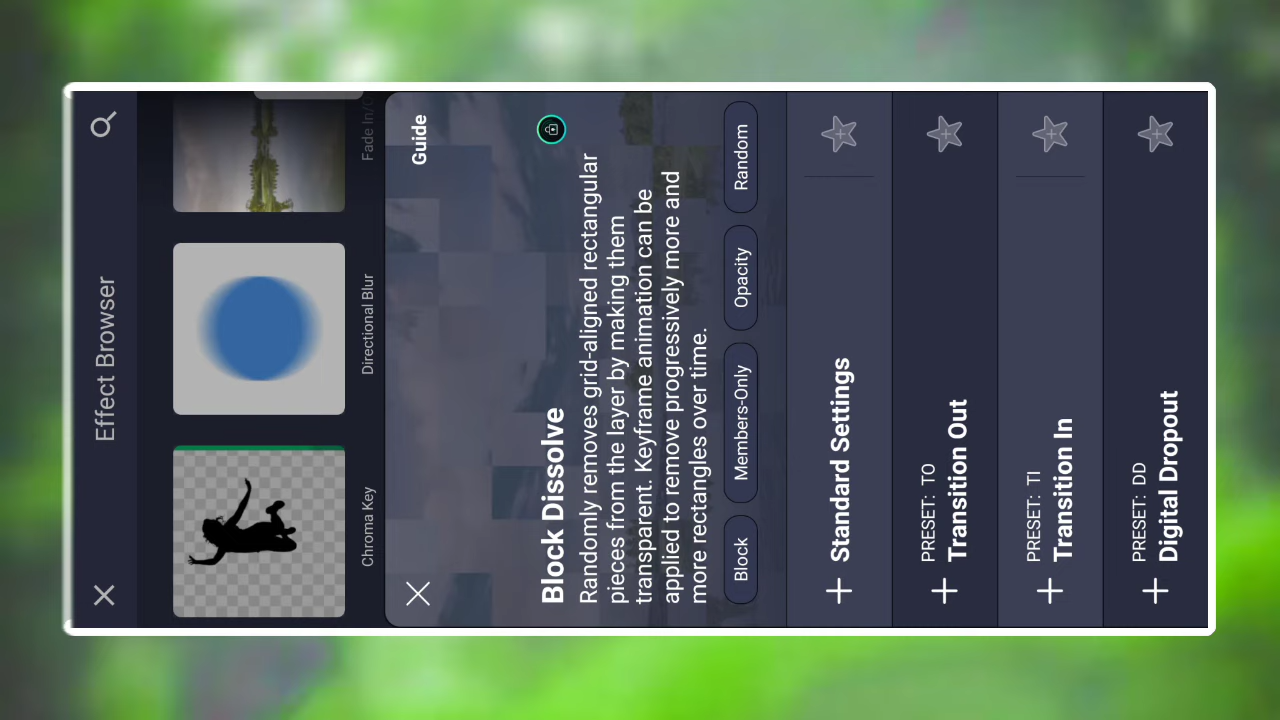 Effect Browser
Chroma Key
Directional Blur
Fade In/O
Guide
Block Dissolve
Randomly removes grid-aligned rectangular
pieces from the layer by making them
transparent. Keyframe animation can be
applied to remove progressively more and
more rectangles over time.
Block
Members-Only
Opacity
Random
Standard Settings
PRESET: TO
Transition Out
PRESET: TI
Transition In
PRESET: DD
Digital Dropout